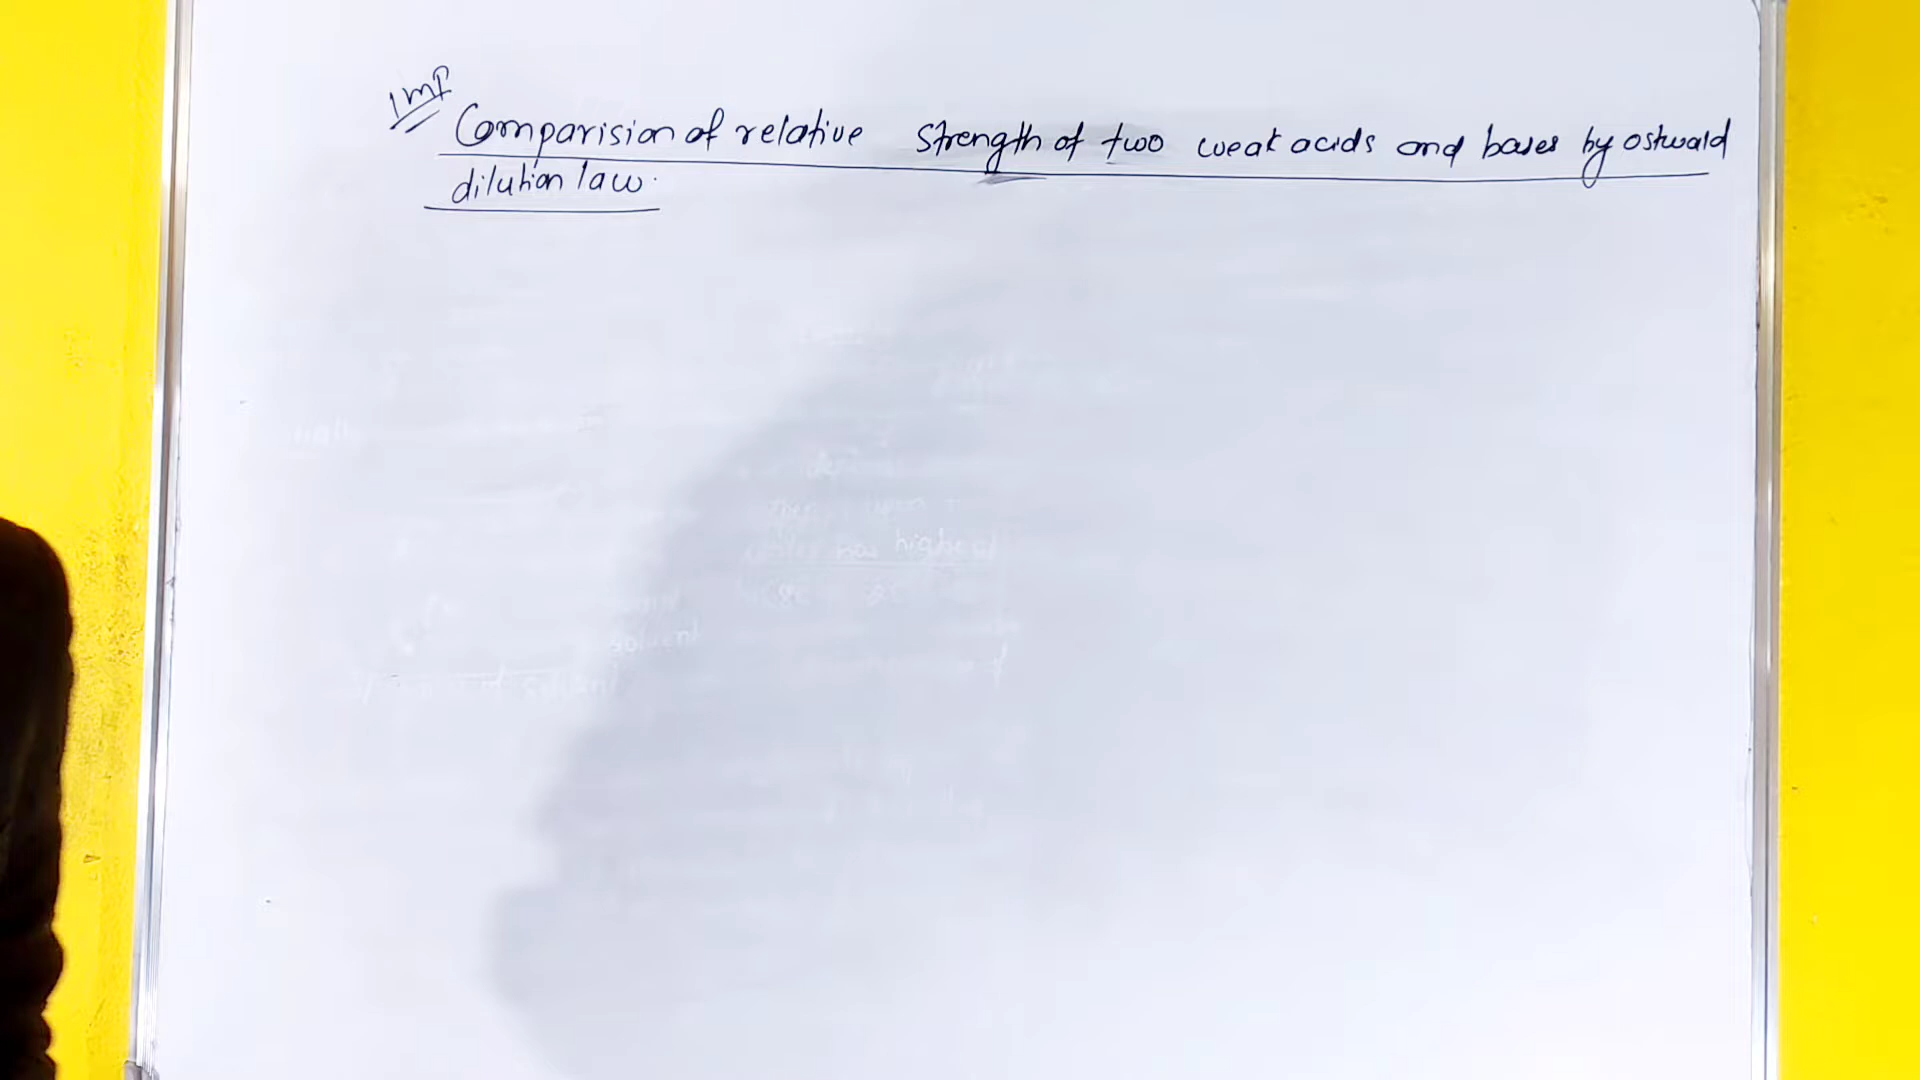 Imp
Comparision of relative strength of two weak acids and bases by ostwald
dilution law.